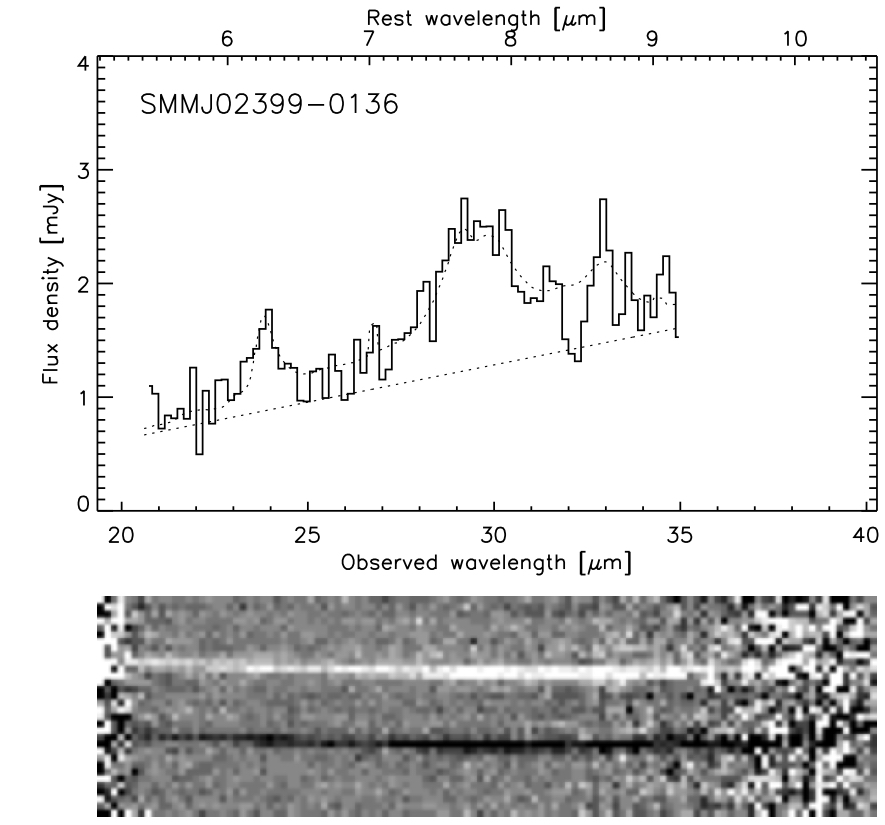 Rest wavelength [μm]
6 7 8 9 10
4
SMMJ02399−0136
3
2
1
0
Flux density [mJy]
20 25 30 35 40
Observed wavelength [μm]